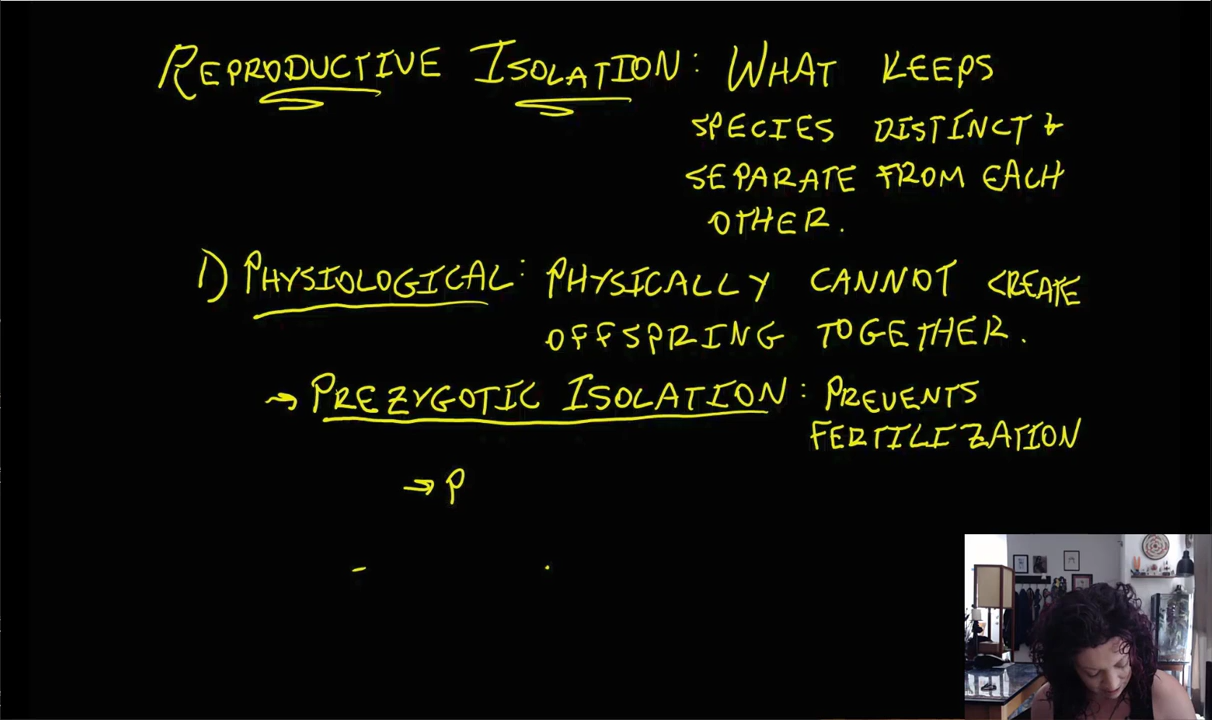 REPRODUCTIVE ISOLATION: WHAT KEEPS
SPECIES DISTINCT &
SEPARATE FROM EACH
OTHER.
1) PHYSIOLOGICAL: PHYSICALLY CANNOT CREATE
OFFSPRING TOGETHER.
→ PREZYGOTIC ISOLATION: PREVENTS
FERTILIZATION
→ P